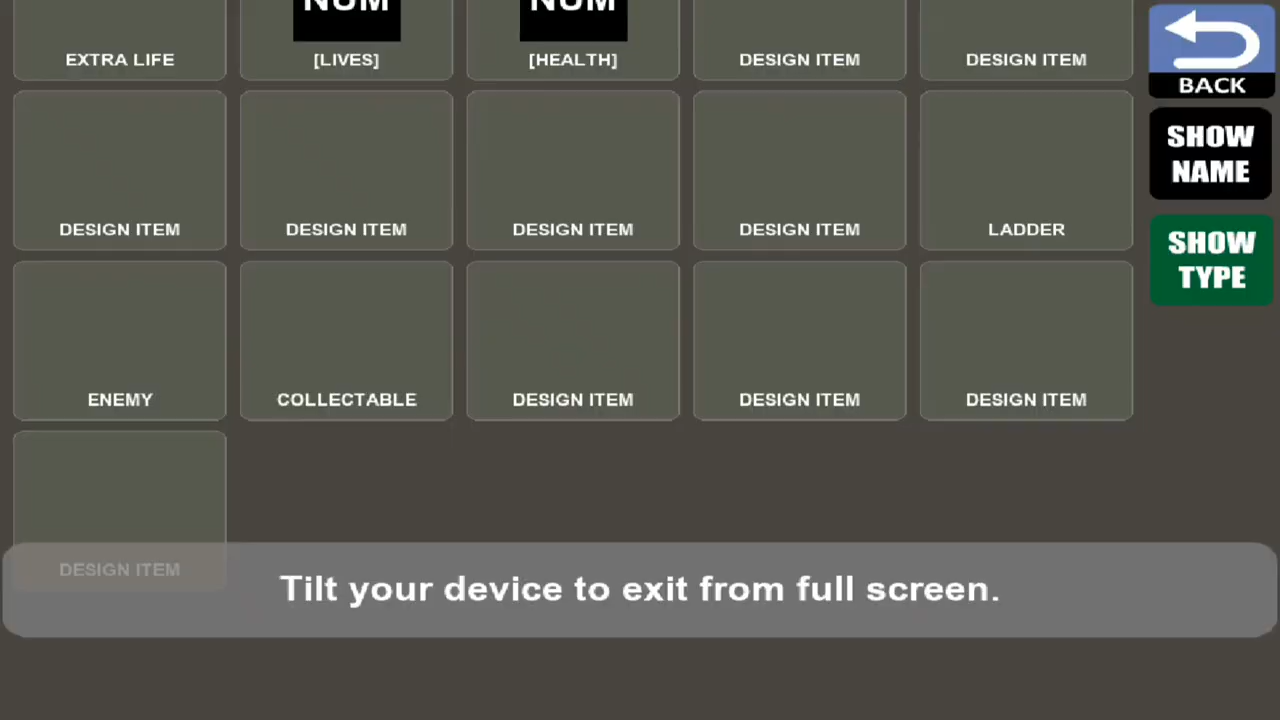 NUM
NUM
EXTRA LIFE
[LIVES]
[HEALTH]
DESIGN ITEM
DESIGN ITEM
BACK
SHOW
NAME
DESIGN ITEM
DESIGN ITEM
DESIGN ITEM
DESIGN ITEM
LADDER
SHOW
TYPE
ENEMY
COLLECTABLE
DESIGN ITEM
DESIGN ITEM
DESIGN ITEM
DESIGN ITEM
Tilt your device to exit from full screen.